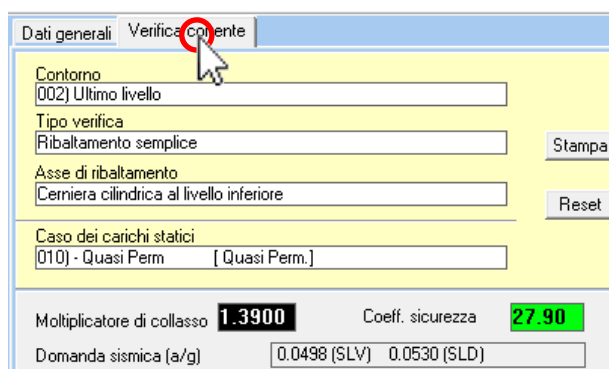 Dati generali Verifica corrente
Contorno
002) Ultimo livello
Tipo verifica
Ribaltamento semplice
Stampa
Asse di ribaltamento
Cerniera cilindrica al livello inferiore
Reset
Caso dei carichi statici
010) - Quasi Perm [ Quasi Perm.]
Moltiplicatore di collasso 1.3900 Coeff. sicurezza 27.90
Domanda sismica (a/g) 0.0498 (SLV) 0.0530 (SLD)